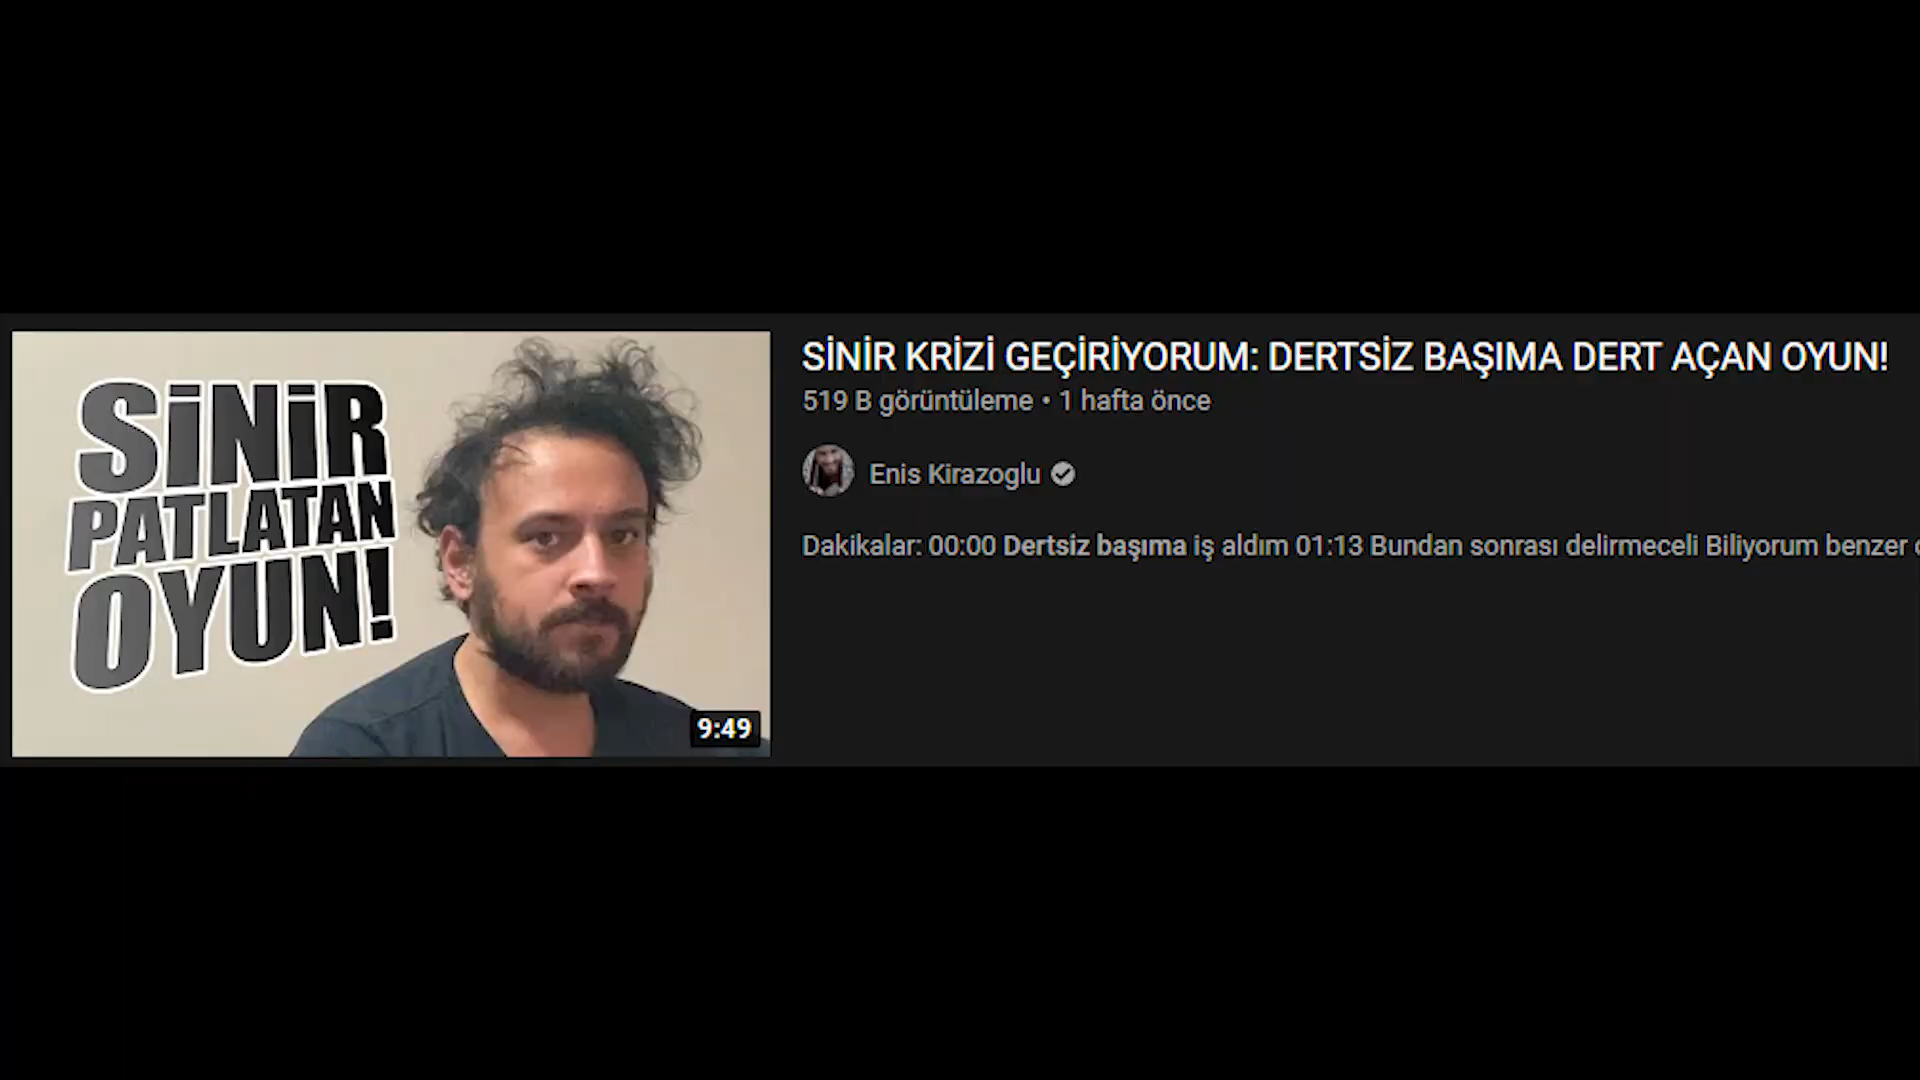 SİNİR
PATLATAN
OYUN!
9:49
SİNİR KRİZİ GEÇİRİYORUM: DERTSİZ BAŞIMA DERT AÇAN OYUN!
519 B görüntüleme • 1 hafta önce
Enis Kirazoglu
Dakikalar: 00:00 Dertsiz başıma iş aldım 01:13 Bundan sonrası delirmeceli Biliyorum benzer